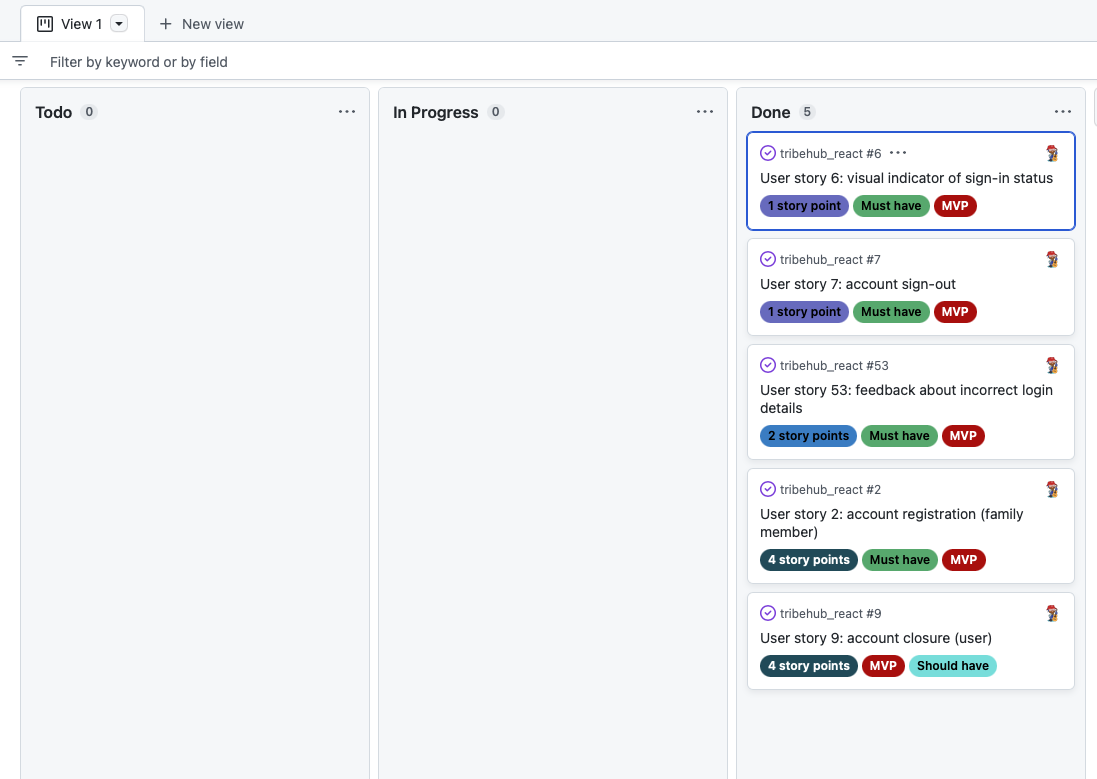 View 1
New view
Filter by keyword or by field
Todo 0
In Progress 0
Done 5
tribehub_react #6
User story 6: visual indicator of sign-in status
1 story point Must have MVP
tribehub_react #7
User story 7: account sign-out
1 story point Must have MVP
tribehub_react #53
User story 53: feedback about incorrect login
details
2 story points Must have MVP
tribehub_react #2
User story 2: account registration (family
member)
4 story points Must have MVP
tribehub_react #9
User story 9: account closure (user)
4 story points MVP Should have